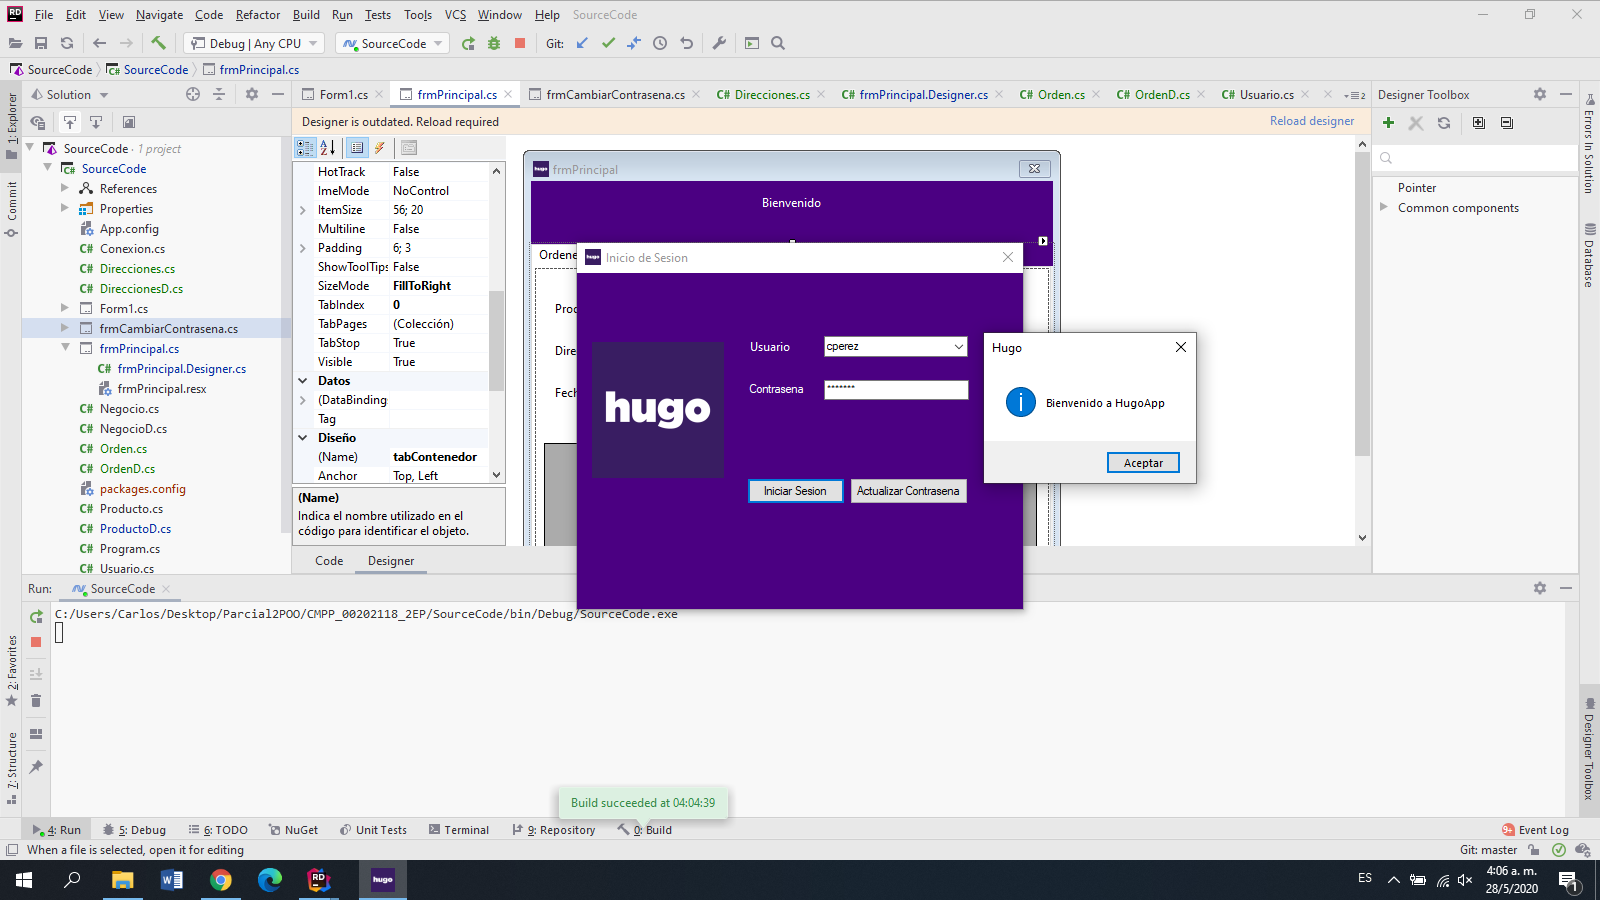 File Edit View Navigate Code Refactor Build Run Tests Tools VCS Window Help SourceCode
Debug | Any CPU SourceCode Git:
SourceCode SourceCode frmPrincipal.cs
1: Explorer
Commit
2: Favorites
7: Structure
Solution
SourceCode · 1 project
SourceCode
References
Properties
App.config
Conexion.cs
Direcciones.cs
DireccionesD.cs
Form1.cs
frmCambiarContrasena.cs
frmPrincipal.cs
frmPrincipal.Designer.cs
frmPrincipal.resx
Negocio.cs
NegocioD.cs
Orden.cs
OrdenD.cs
packages.config
Producto.cs
ProductoD.cs
Program.cs
Usuario.cs
Form1.cs frmPrincipal.cs frmCambiarContrasena.cs Direcciones.cs frmPrincipal.Designer.cs Orden.cs OrdenD.cs Usuario.cs
Designer is outdated. Reload required Reload designer
HotTrack False
ImeMode NoControl
ItemSize 56; 20
Multiline False
Padding 6; 3
ShowToolTips False
SizeMode FillToRight
TabIndex 0
TabPages (Colección)
TabStop True
Visible True
Datos
(DataBinding
Tag
Diseño
(Name) tabContenedor
Anchor Top, Left
(Name)
Indica el nombre utilizado en el
código para identificar el objeto.
Code Designer
hugo frmPrincipal
Bienvenido
Ordene
Prod
Dire
Fech
hugo Inicio de Sesion
hugo
Usuario cperez
Contrasena *******
Iniciar Sesion Actualizar Contrasena
Hugo
Bienvenido a HugoApp
Aceptar
Designer Toolbox
Pointer
Common components
Errors In Solution
Database
Designer Toolbox
Run: SourceCode
C:/Users/Carlos/Desktop/Parcial2POO/CMPP_00202118_2EP/SourceCode/bin/Debug/SourceCode.exe
Build succeeded at 04:04:39
4: Run 5: Debug 6: TODO NuGet Unit Tests Terminal 9: Repository 0: Build 9+ Event Log
When a file is selected, open it for editing Git: master
hugo
ES
4:06 a. m.
28/5/2020
1